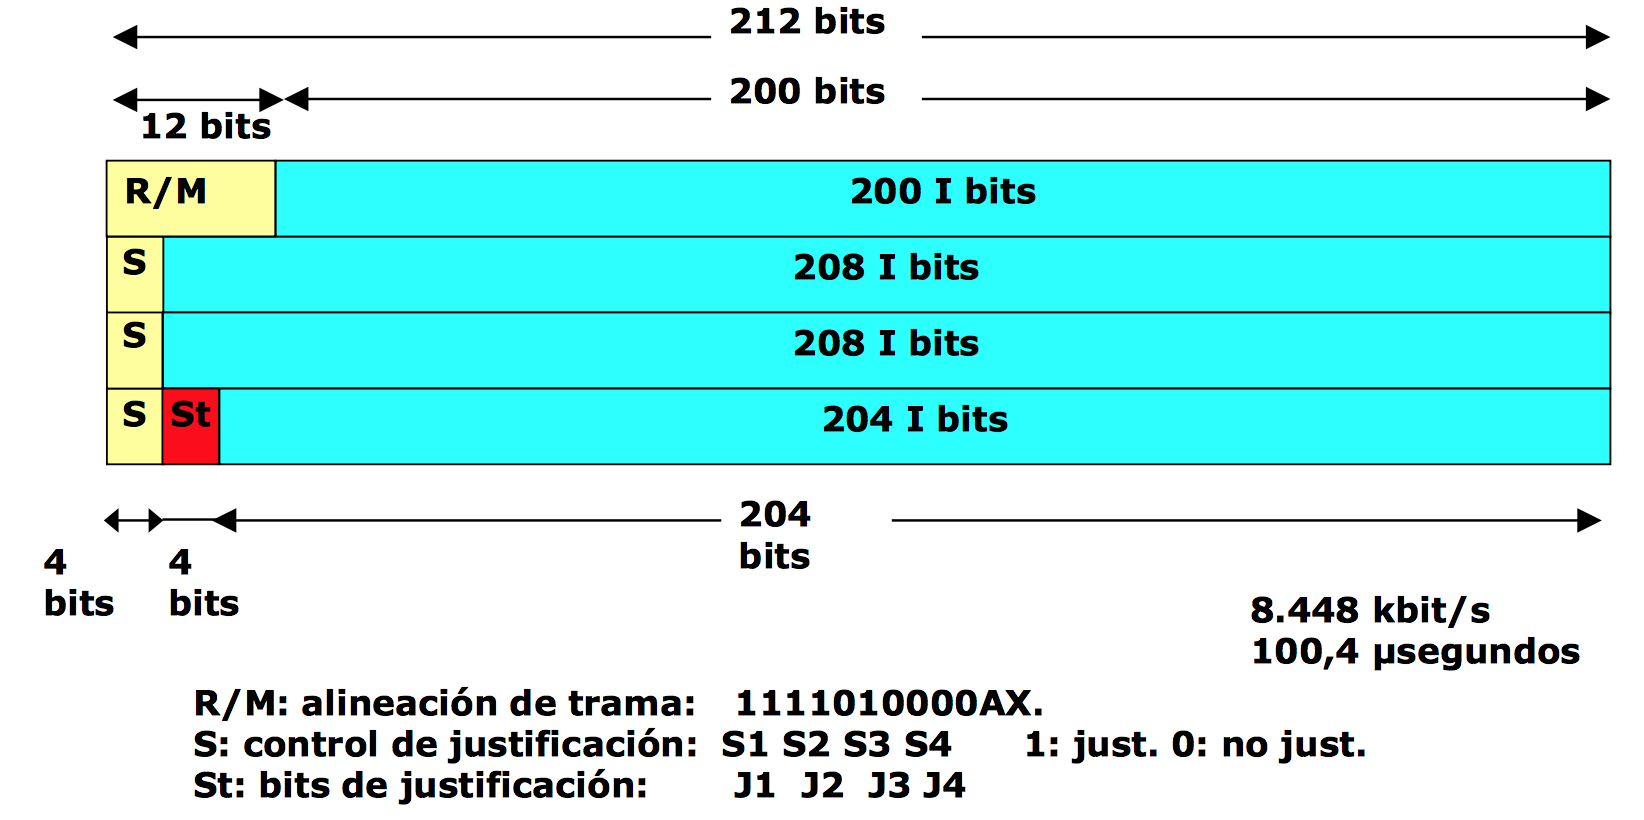 212 bits
200 bits
12 bits
R/M 200 I bits
S 208 I bits
S 208 I bits
S St 204 I bits
204
bits
4
bits
4
bits
8.448 kbit/s
100,4 µsegundos
R/M: alineación de trama: 1111010000AX.
S: control de justificación: S1 S2 S3 S4 1: just. 0: no just.
St: bits de justificación: J1 J2 J3 J4